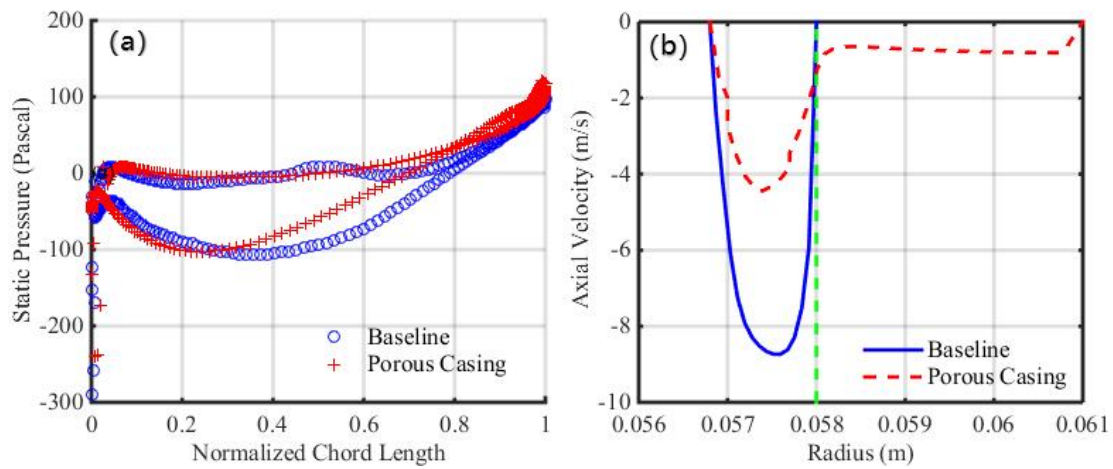 (a)
200
100
0
-100
-200
-300
Static Pressure (Pascal)
0 0.2 0.4 0.6 0.8 1
Normalized Chord Length
Baseline
Porous Casing
(b)
0
-2
-4
-6
-8
-10
Axial Velocity (m/s)
0.056 0.057 0.058 0.059 0.06 0.061
Radius (m)
Baseline
Porous Casing